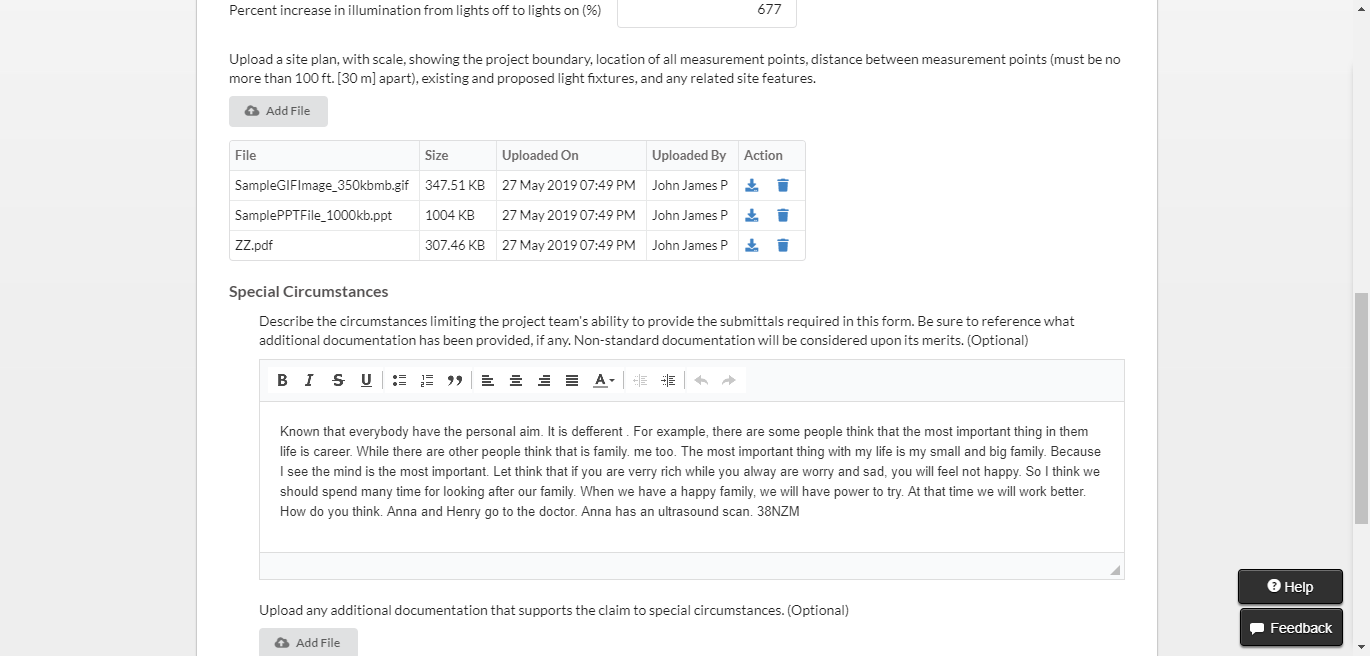 Percent increase in illumination from lights off to lights on (%) 677
Upload a site plan, with scale, showing the project boundary, location of all measurement points, distance between measurement points (must be no
more than 100 ft. [30 m] apart), existing and proposed light fixtures, and any related site features.
Add File
File Size Uploaded On Uploaded By Action
SampleGIFImage_350kbmb.gif 347.51 KB 27 May 2019 07:49 PM John James P
SamplePPTFile_1000kb.ppt 1004 KB 27 May 2019 07:49 PM John James P
ZZ.pdf 307.46 KB 27 May 2019 07:49 PM John James P
Special Circumstances
Describe the circumstances limiting the project team's ability to provide the submittals required in this form. Be sure to reference what
additional documentation has been provided, if any. Non-standard documentation will be considered upon its merits. (Optional)
B I S U A
Known that everybody have the personal aim. It is defferent . For example, there are some people think that the most important thing in them
life is career. While there are other people think that is family. me too. The most important thing with my life is my small and big family. Because
I see the mind is the most important. Let think that if you are verry rich while you alway are worry and sad, you will feel not happy. So I think we
should spend many time for looking after our family. When we have a happy family, we will have power to try. At that time we will work better.
How do you think. Anna and Henry go to the doctor. Anna has an ultrasound scan. 38NZM
Upload any additional documentation that supports the claim to special circumstances. (Optional)
Add File
Help
Feedback